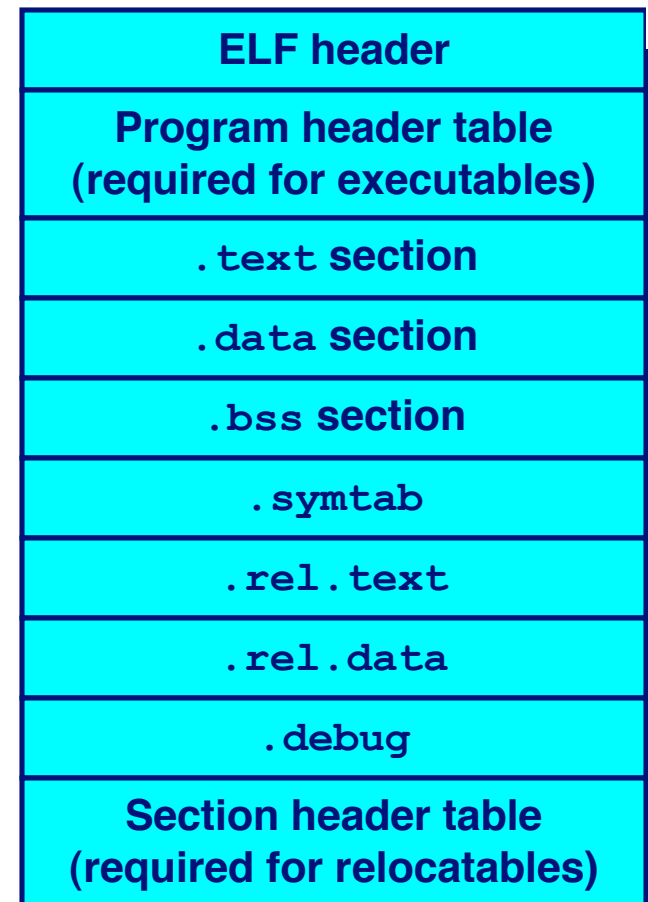 ELF header
Program header table
(required for executables)
.text section
.data section
.bss section
.symtab
.rel.text
.rel.data
.debug
Section header table
(required for relocatables)